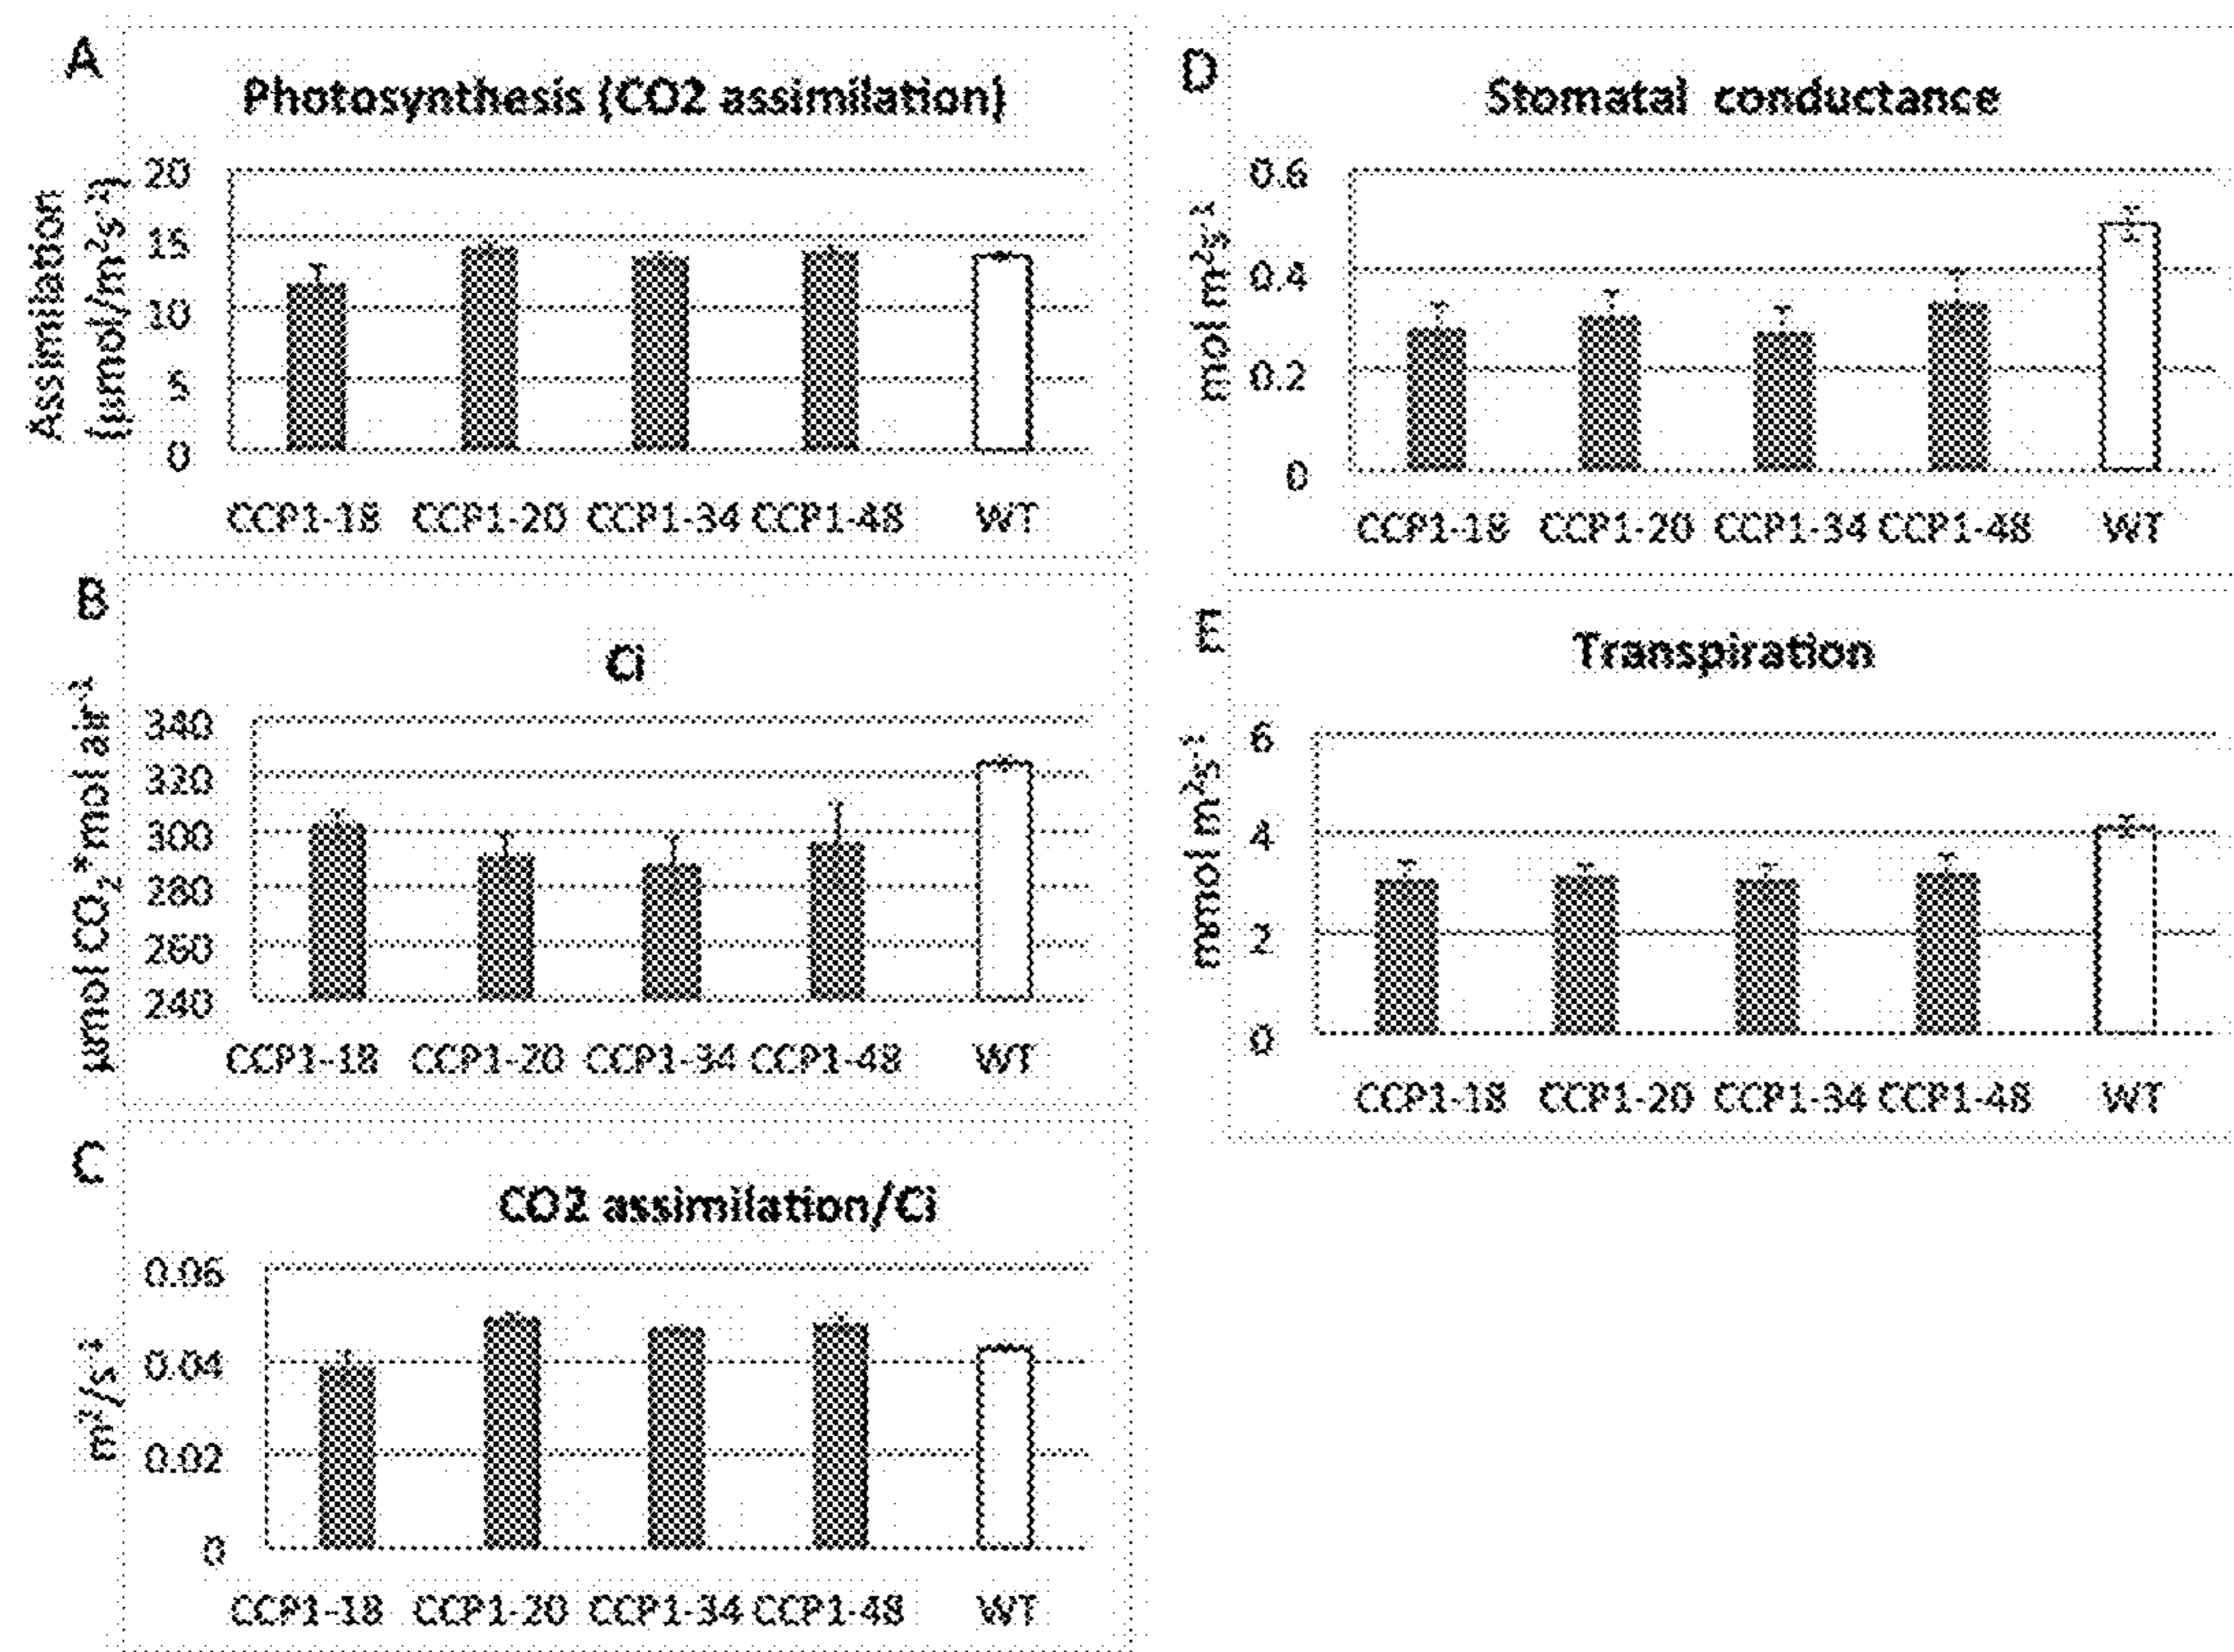 A
Photosynthesis (CO2 assimilation)
Assimilation
(µmol/m²s⁻¹)
20
15
10
5
0
CCP1-18 CCP1-20 CCP1-34 CCP1-48 WT
B
Ci
µmol CO₂*mol air⁻¹
340
320
300
280
260
240
CCP1-18 CCP1-20 CCP1-34 CCP1-48 WT
C
CO2 assimilation/Ci
m²/s⁻¹
0.06
0.04
0.02
0
CCP1-18 CCP1-20 CCP1-34 CCP1-48 WT
D
Stomatal conductance
mol m²s⁻¹
0.6
0.4
0.2
0
CCP1-18 CCP1-20 CCP1-34 CCP1-48 WT
E
Transpiration
mmol m²s⁻¹
6
4
2
0
CCP1-18 CCP1-20 CCP1-34 CCP1-48 WT